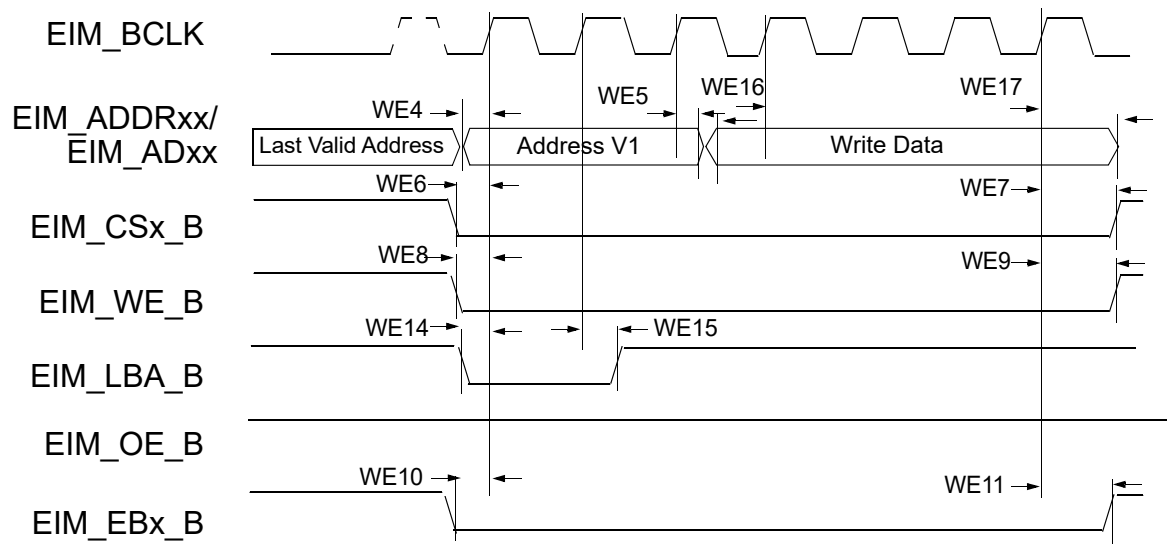 EIM_BCLK
WE4
WE5
WE16
WE17
EIM_ADDRxx/
EIM_ADxx
Last Valid Address
Address V1
Write Data
WE6
WE7
EIM_CSx_B
WE8
WE9
EIM_WE_B
WE14
WE15
EIM_LBA_B
EIM_OE_B
WE10
WE11
EIM_EBx_B